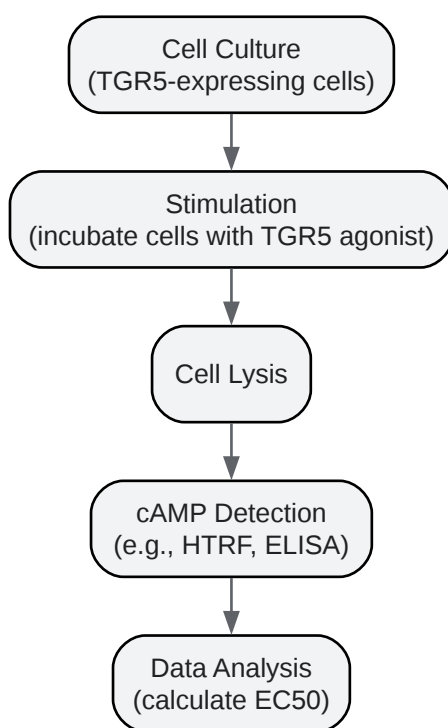 Cell Culture
(TGR5-expressing cells)
Stimulation
(incubate cells with TGR5 agonist)
Cell Lysis
cAMP Detection
(e.g., HTRF, ELISA)
Data Analysis
(calculate EC50)